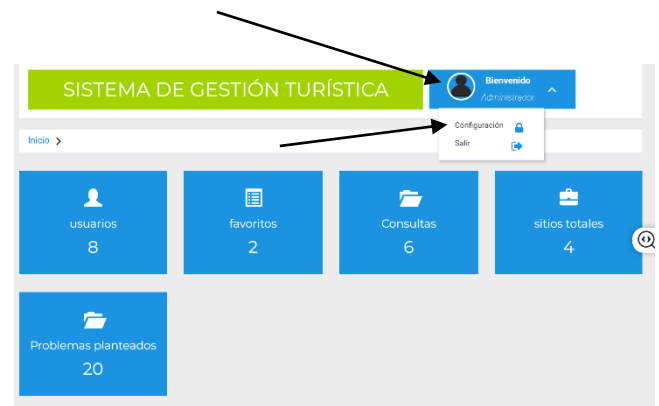 SISTEMA DE GESTIÓN TURÍSTICA
Bienvenido
Administrador
Configuración
Salir
Inicio
usuarios
8
favoritos
2
Consultas
6
sitios totales
4
Problemas planteados
20